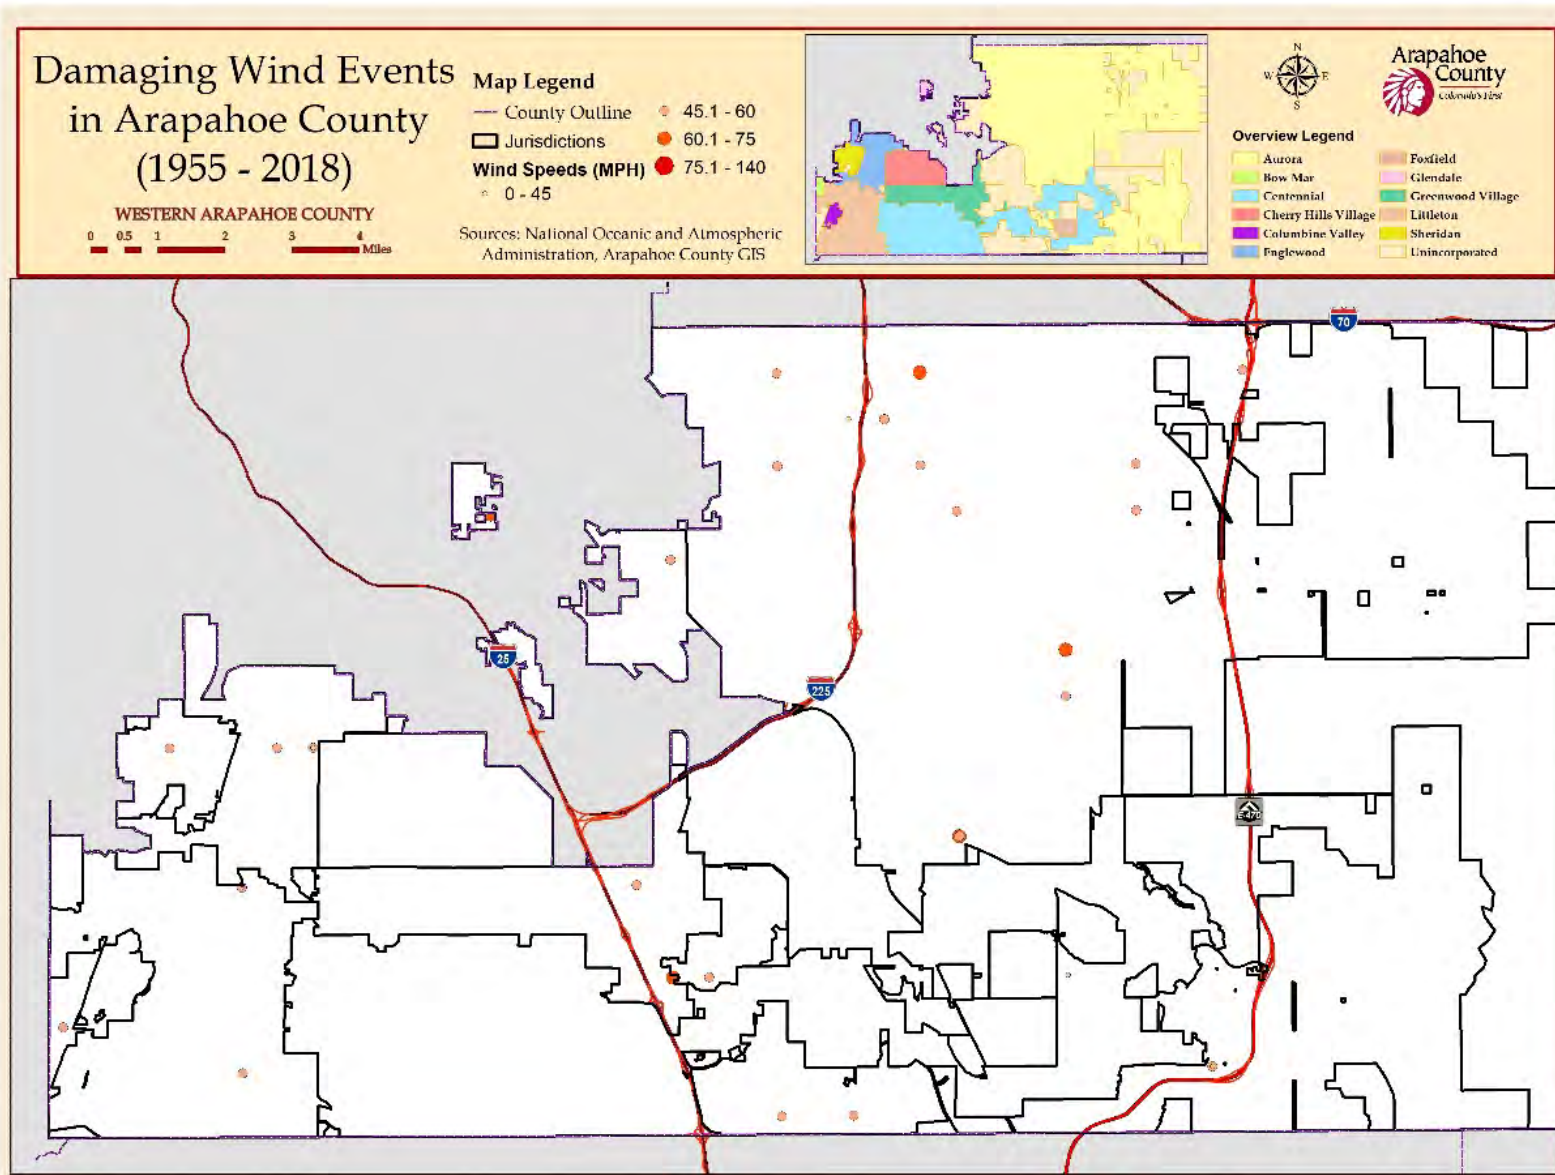 Damaging Wind Events
in Arapahoe County
(1955 - 2018)
WESTERN ARAPAHOE COUNTY
0 0.5 1 2 3 4
Miles
Map Legend
County Outline
Jurisdictions
Wind Speeds (MPH)
0 - 45
45.1 - 60
60.1 - 75
75.1 - 140
Sources: National Oceanic and Atmospheric
Administration, Arapahoe County GIS
N
W E
S
Arapahoe
County
Colorado's First
Overview Legend
Aurora
Bow Mar
Centennial
Cherry Hills Village
Columbine Valley
Englewood
Foxfield
Glendale
Greenwood Village
Littleton
Sheridan
Unincorporated
70
25
225
E-470